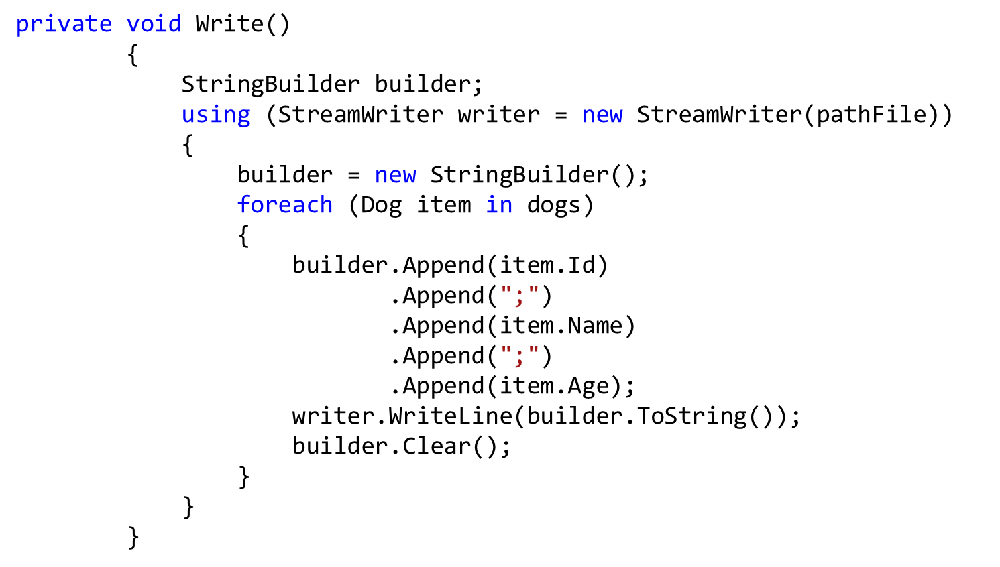 private void Write()
        {
            StringBuilder builder;
            using (StreamWriter writer = new StreamWriter(pathFile))
            {
                builder = new StringBuilder();
                foreach (Dog item in dogs)
                {
                    builder.Append(item.Id)
                           .Append(";")
                           .Append(item.Name)
                           .Append(";")
                           .Append(item.Age);
                    writer.WriteLine(builder.ToString());
                    builder.Clear();
                }
            }
        }